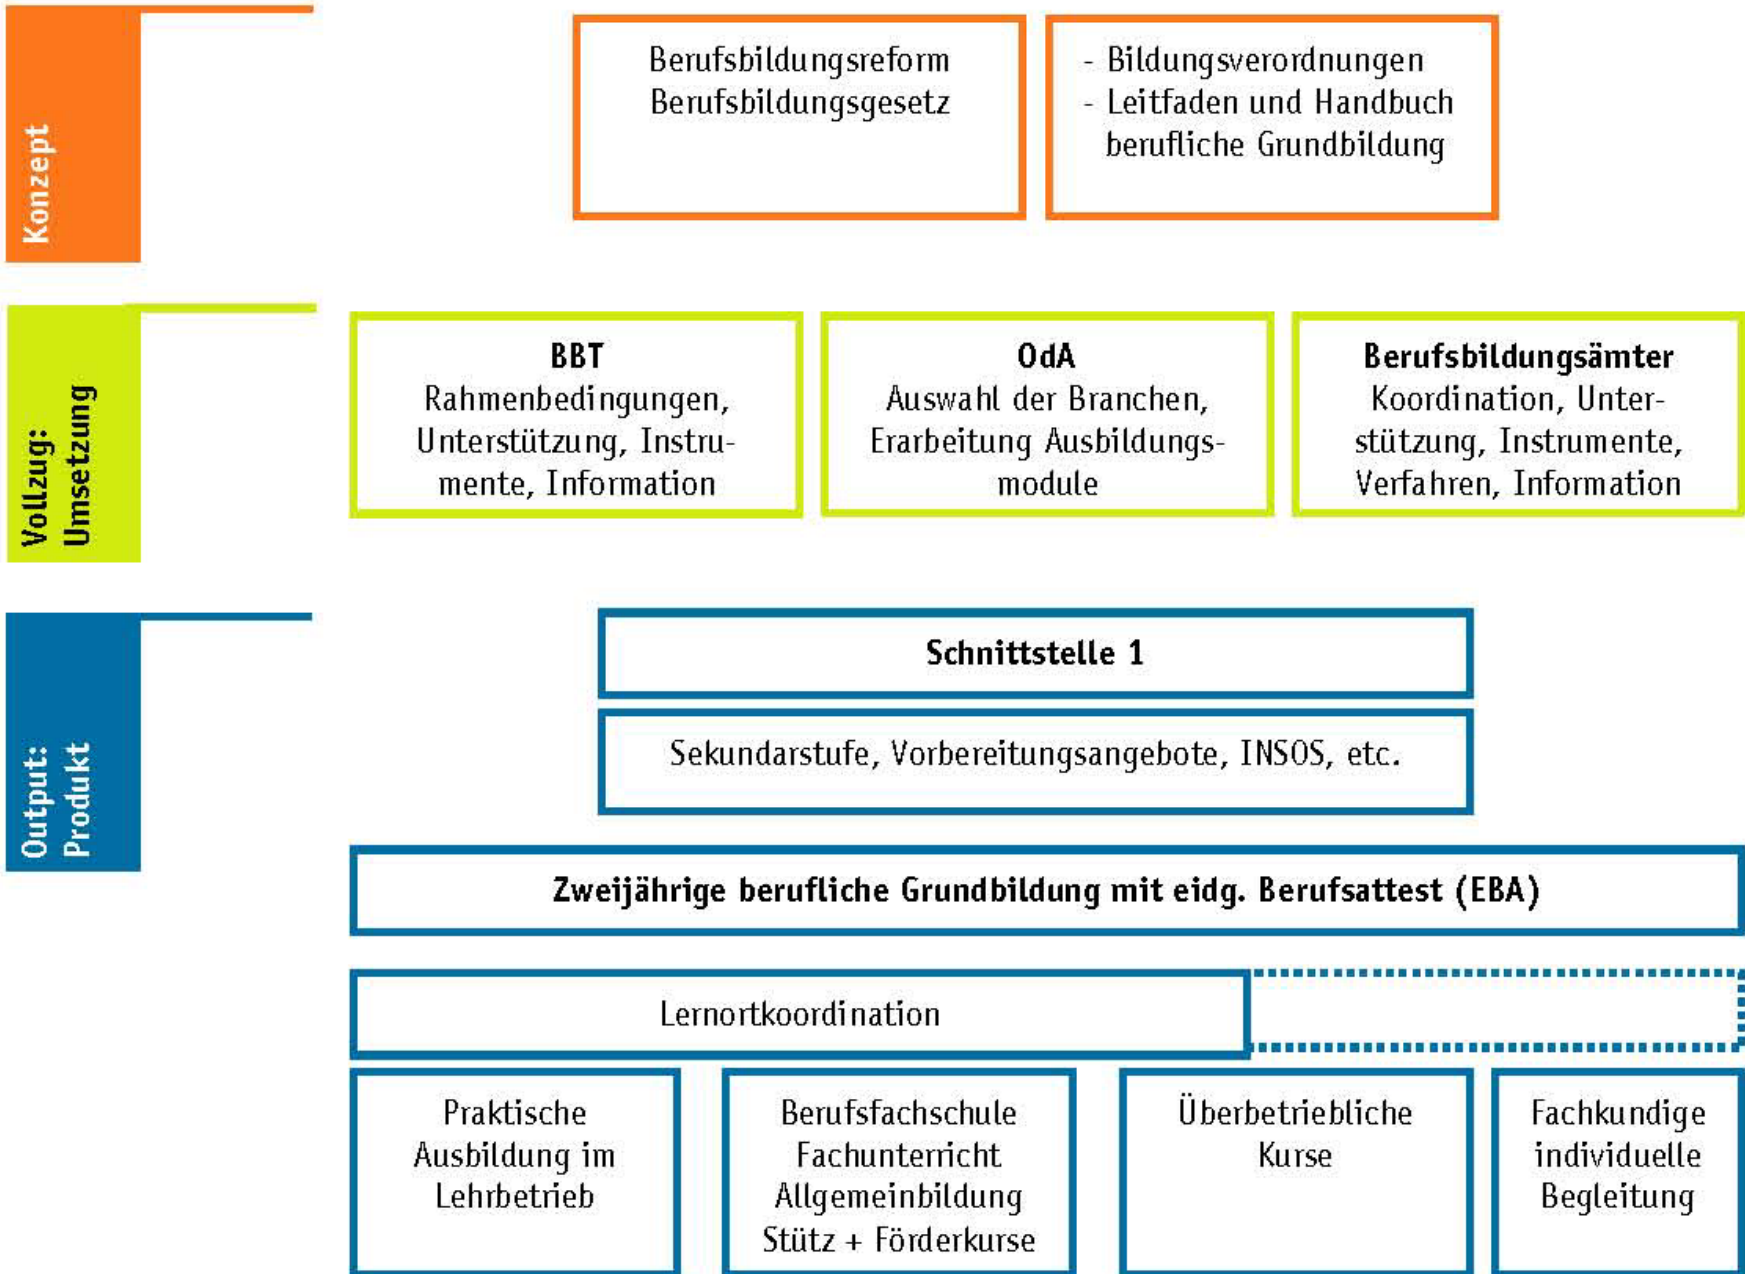 Konzept
Berufsbildungsreform
Berufsbildungsgesetz
- Bildungsverordnungen
- Leitfaden und Handbuch
berufliche Grundbildung
Vollzug:
Umsetzung
BBT
Rahmenbedingungen,
Unterstützung, Instru-
mente, Information
OdA
Auswahl der Branchen,
Erarbeitung Ausbildungs-
module
Berufsbildungsämter
Koordination, Unter-
stützung, Instrumente,
Verfahren, Information
Output:
Produkt
Schnittstelle 1
Sekundarstufe, Vorbereitungsangebote, INSOS, etc.
Zweijährige berufliche Grundbildung mit eidg. Berufsattest (EBA)
Lernortkoordination
Praktische
Ausbildung im
Lehrbetrieb
Berufsfachschule
Fachunterricht
Allgemeinbildung
Stütz + Förderkurse
Überbetriebliche
Kurse
Fachkundige
individuelle
Begleitung